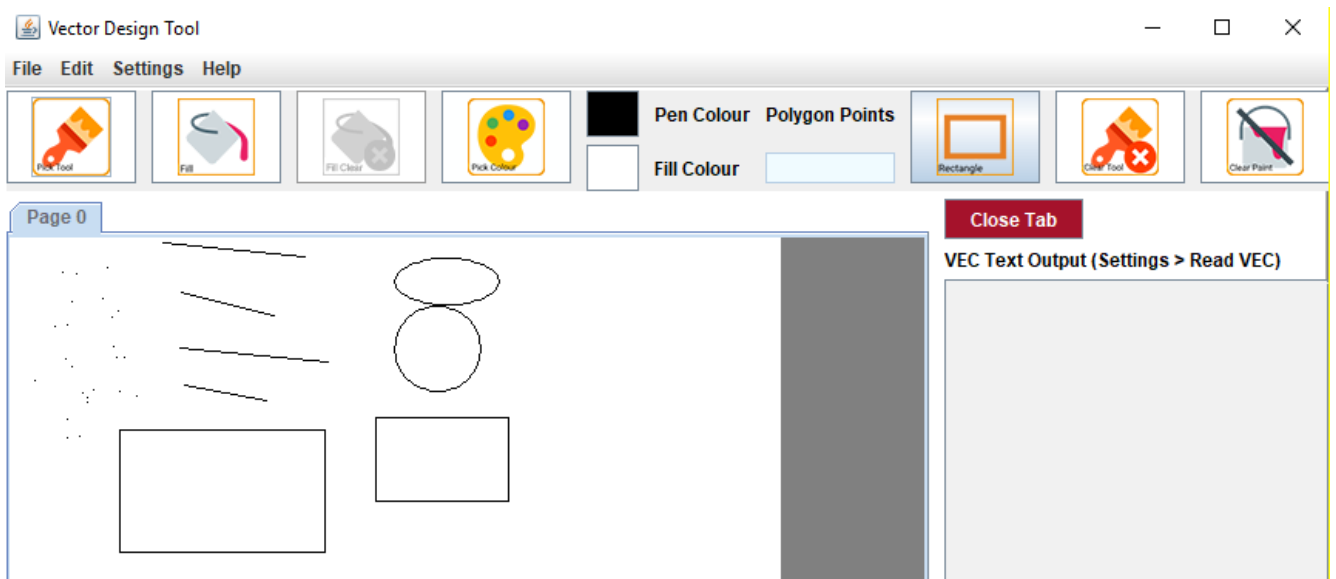 Vector Design Tool
File Edit Settings Help
Pick Tool
Fill
Fill Clear
Pick Colour
Pen Colour
Polygon Points
Fill Colour
Rectangle
Clear Tool
Clear Paint
Page 0
Close Tab
VEC Text Output (Settings > Read VEC)